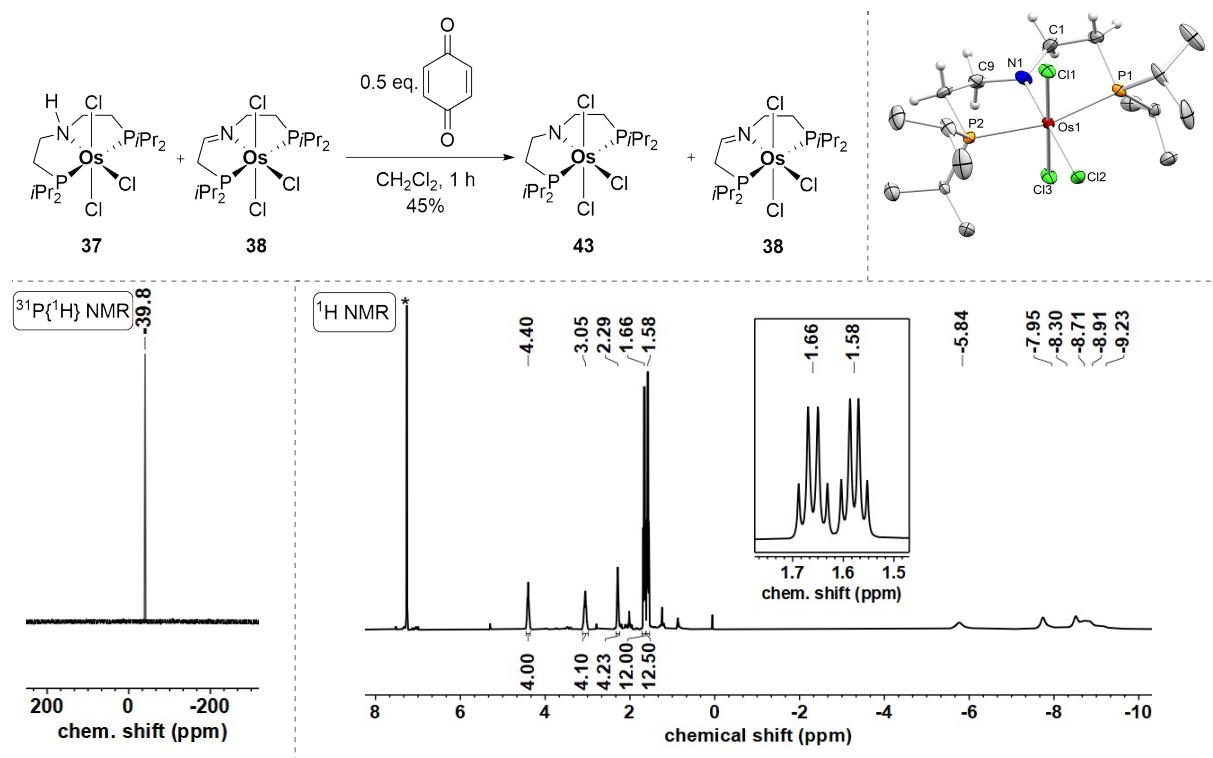 O
0.5 eq.
O
H
N
Cl
PiPr2
Os
P
iPr2
Cl
Cl
37
+
N
Cl
PiPr2
Os
P
iPr2
Cl
Cl
38
CH2Cl2, 1 h
45%
N
Cl
PiPr2
Os
P
iPr2
Cl
Cl
43
+
N
Cl
PiPr2
Os
P
iPr2
Cl
Cl
38
C1
N1
C9
Cl1
P1
P2
Os1
Cl3
Cl2
31P{1H} NMR
-39.8
200 0 -200
chem. shift (ppm)
1H NMR
*
4.40
3.05
2.29
1.66
1.58
-5.84
-7.95
-8.30
-8.71
-8.91
-9.23
1.66
1.58
1.7 1.6 1.5
chem. shift (ppm)
4.00
4.10
4.23
12.00
12.50
8 6 4 2 0 -2 -4 -6 -8 -10
chemical shift (ppm)